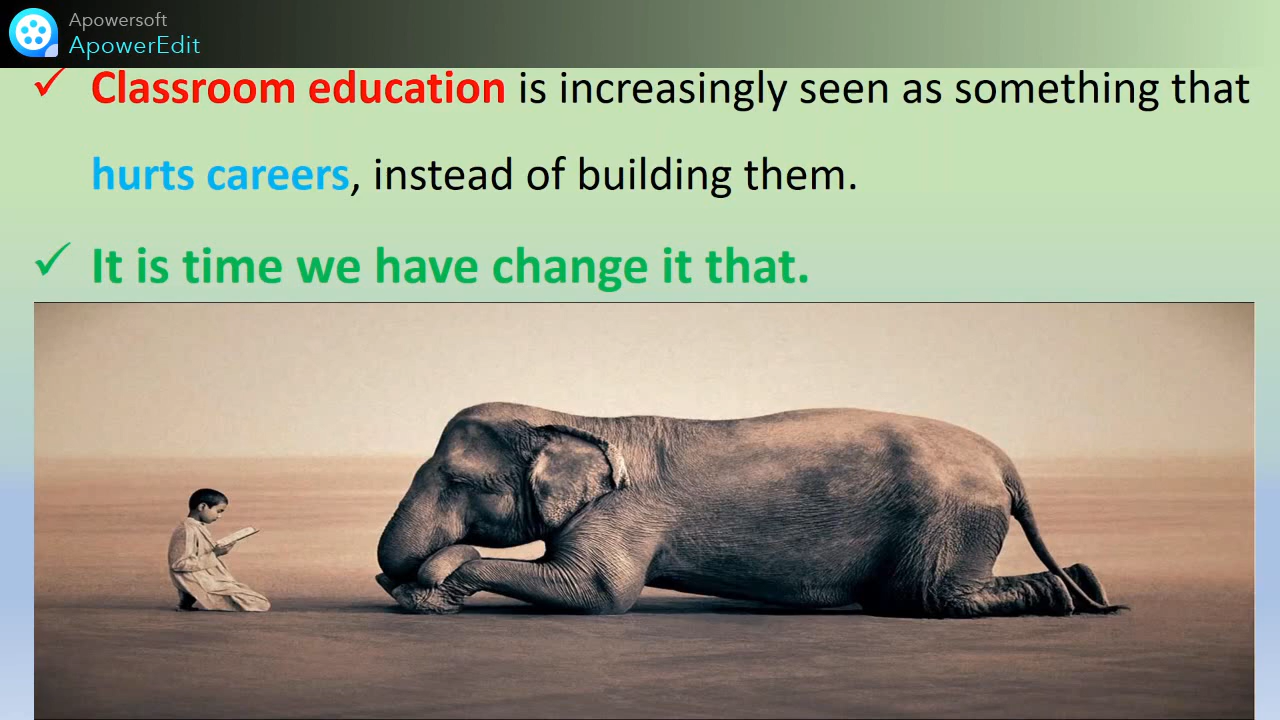 Apowersoft
ApowerEdit
✓ Classroom education is increasingly seen as something that
hurts careers, instead of building them.
✓ It is time we have change it that.